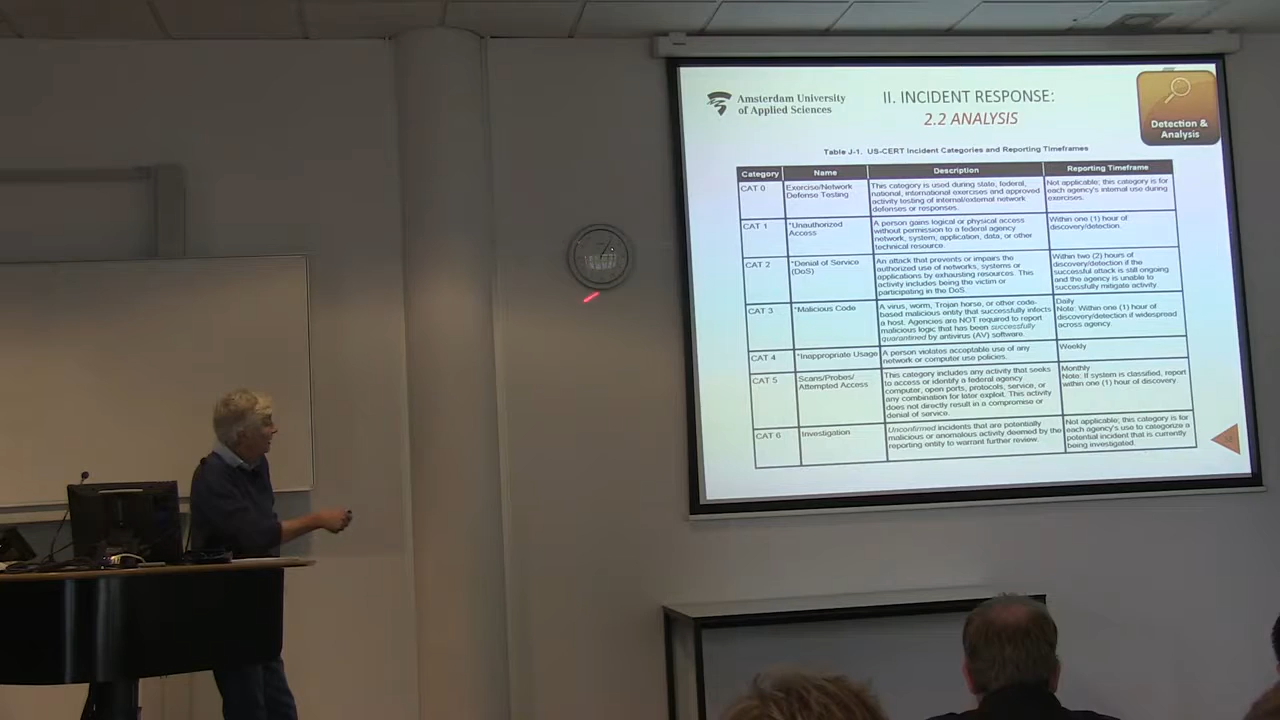 Amsterdam University
of Applied Sciences
II. INCIDENT RESPONSE:
2.2 ANALYSIS
Detection &
Analysis
Table J-1. US-CERT Incident Categories and Reporting Timeframes
Category
Name
Description
Reporting Timeframe
CAT 0
Exercise/Network
Defense Testing
This category is used during state, federal,
national, international exercises and approved
activity testing of internal/external network
defenses or responses.
Not applicable; this category is for
each agency's internal use during
exercises.
CAT 1
*Unauthorized
Access
A person gains logical or physical access
without permission to a federal agency
network, system, application, data, or other
technical resource.
Within one (1) hour of
discovery/detection.
CAT 2
*Denial of Service
(DoS)
An attack that prevents or impairs the
authorized use of networks, systems or
applications by exhausting resources. This
activity includes being the victim or
participating in the DoS.
Within two (2) hours of
discovery/detection if the
successful attack is still ongoing
and the agency is unable to
successfully mitigate activity.
CAT 3
*Malicious Code
A virus, worm, Trojan horse, or other code-
based malicious entity that successfully infects
a host. Agencies are NOT required to report
malicious logic that has been successfully
quarantined by antivirus (AV) software.
Daily
Note: Within one (1) hour of
discovery/detection if widespread
across agency.
CAT 4
*Inappropriate Usage
A person violates acceptable use of any
network or computer use policies.
Weekly
CAT 5
Scans/Probes/
Attempted Access
This category includes any activity that seeks
to access or identify a federal agency
computer, open ports, protocols, service, or
any combination for later exploit. This activity
does not directly result in a compromise or
denial of service.
Monthly
Note: If system is classified, report
within one (1) hour of discovery.
CAT 6
Investigation
Unconfirmed incidents that are potentially
malicious or anomalous activity deemed by the
reporting entity to warrant further review.
Not applicable; this category is for
each agency's use to categorize a
potential incident that is currently
being investigated.